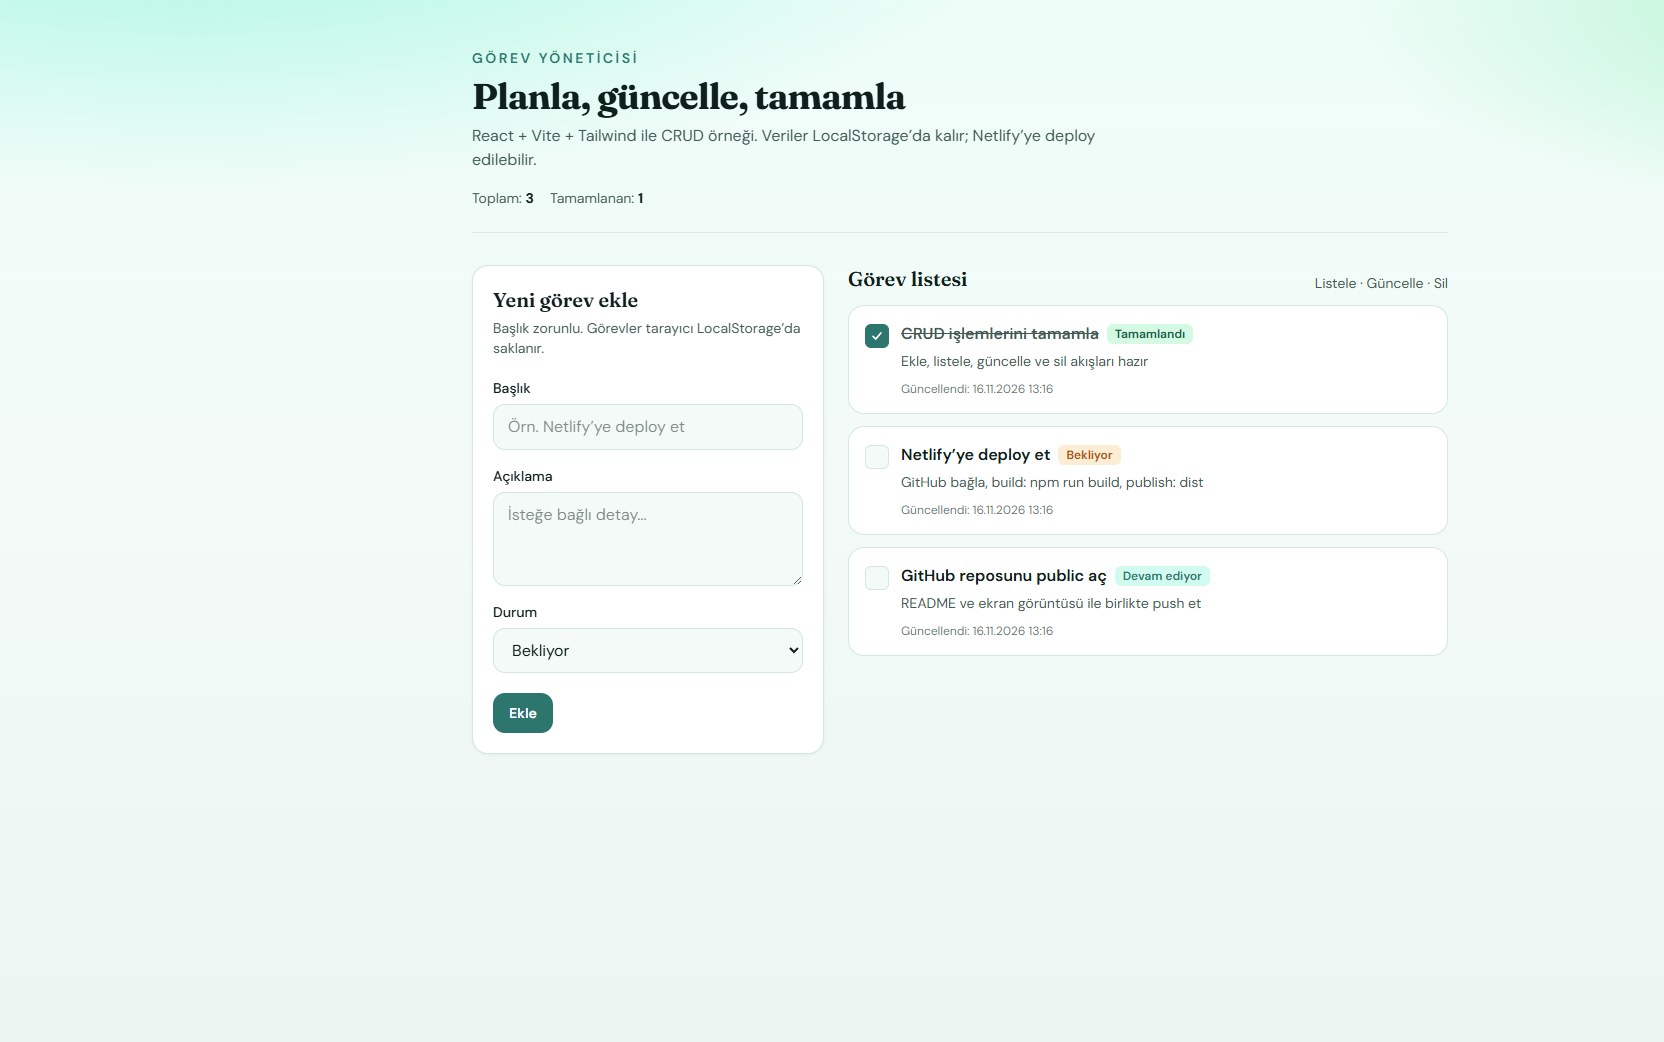 GÖREV YÖNETİCİSİ
Planla, güncelle, tamamla
React + Vite + Tailwind ile CRUD örneği. Veriler LocalStorage’da kalır; Netlify’ye deploy
edilebilir.
Toplam: 3 Tamamlanan: 1
Yeni görev ekle
Başlık zorunlu. Görevler tarayıcı LocalStorage’da
saklanır.
Başlık
Örn. Netlify’ye deploy et
Açıklama
İsteğe bağlı detay...
Durum
Bekliyor
Ekle
Görev listesi
Listele · Güncelle · Sil
CRUD işlemlerini tamamla Tamamlandı
Ekle, listele, güncelle ve sil akışları hazır
Güncellendi: 16.11.2026 13:16
Netlify’ye deploy et Bekliyor
GitHub bağla, build: npm run build, publish: dist
Güncellendi: 16.11.2026 13:16
GitHub reposunu public aç Devam ediyor
README ve ekran görüntüsü ile birlikte push et
Güncellendi: 16.11.2026 13:16